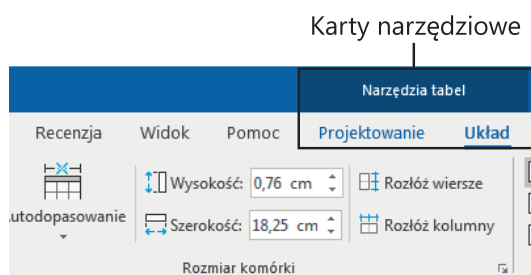 Karty narzędziowe
Narzędzia tabel
Recenzja Widok Pomoc Projektowanie Układ
Wysokość: 0,76 cm Rozłóż wiersze
utodopasowanie Szerokość: 18,25 cm Rozłóż kolumny
Rozmiar komórki